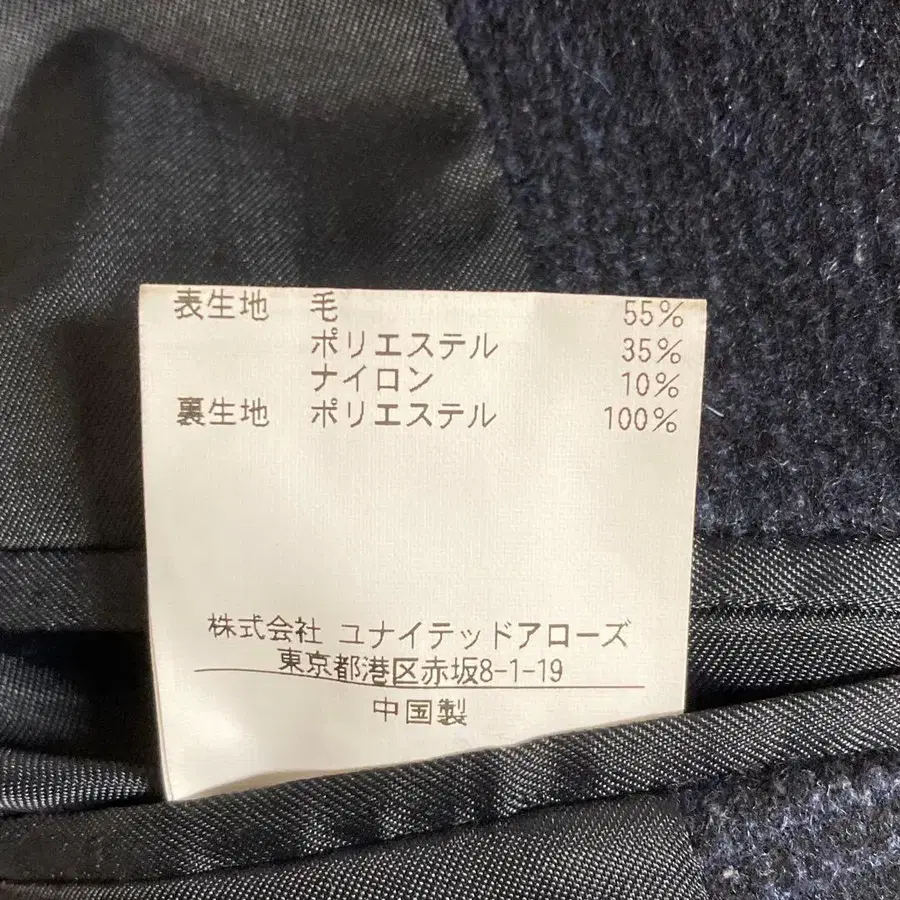 表生地 毛 55%
ポリエステル 35%
ナイロン 10%
裏生地 ポリエステル 100%
株式会社 ユナイテッドアローズ
東京都港区赤坂8-1-19
中国製